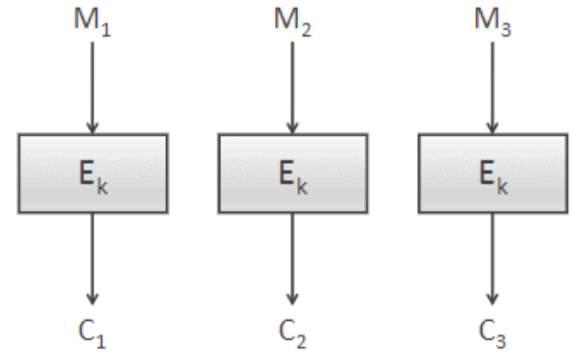 M₁ M₂ M₃
Eₖ Eₖ Eₖ
C₁ C₂ C₃